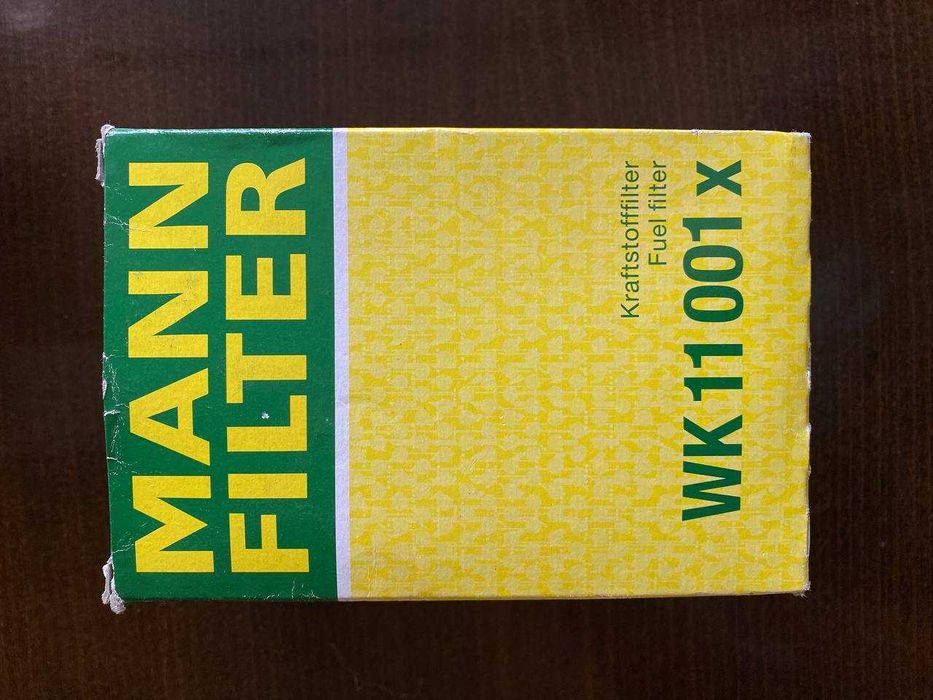 MANN
FILTER
Kraftstofffilter
Fuel filter
WK 11 001 x